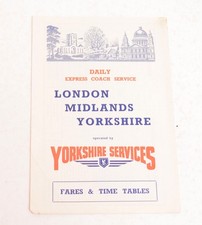 DAILY
EXPRESS COACH SERVICE
LONDON
MIDLANDS
YORKSHIRE
operated by
YORKSHIRE SERVICES
FARES & TIME TABLES